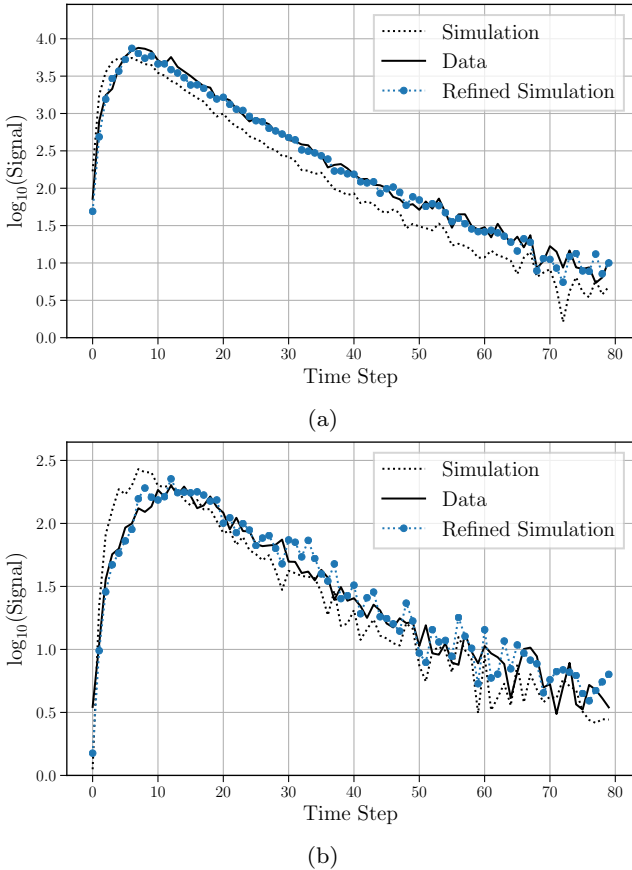 4.0
3.5
3.0
2.5
2.0
1.5
1.0
0.5
0.0
log₁₀(Signal)
Simulation
Data
Refined Simulation
0 10 20 30 40 50 60 70 80
Time Step
(a)
2.5
2.0
1.5
1.0
0.5
0.0
log₁₀(Signal)
Simulation
Data
Refined Simulation
0 10 20 30 40 50 60 70 80
Time Step
(b)